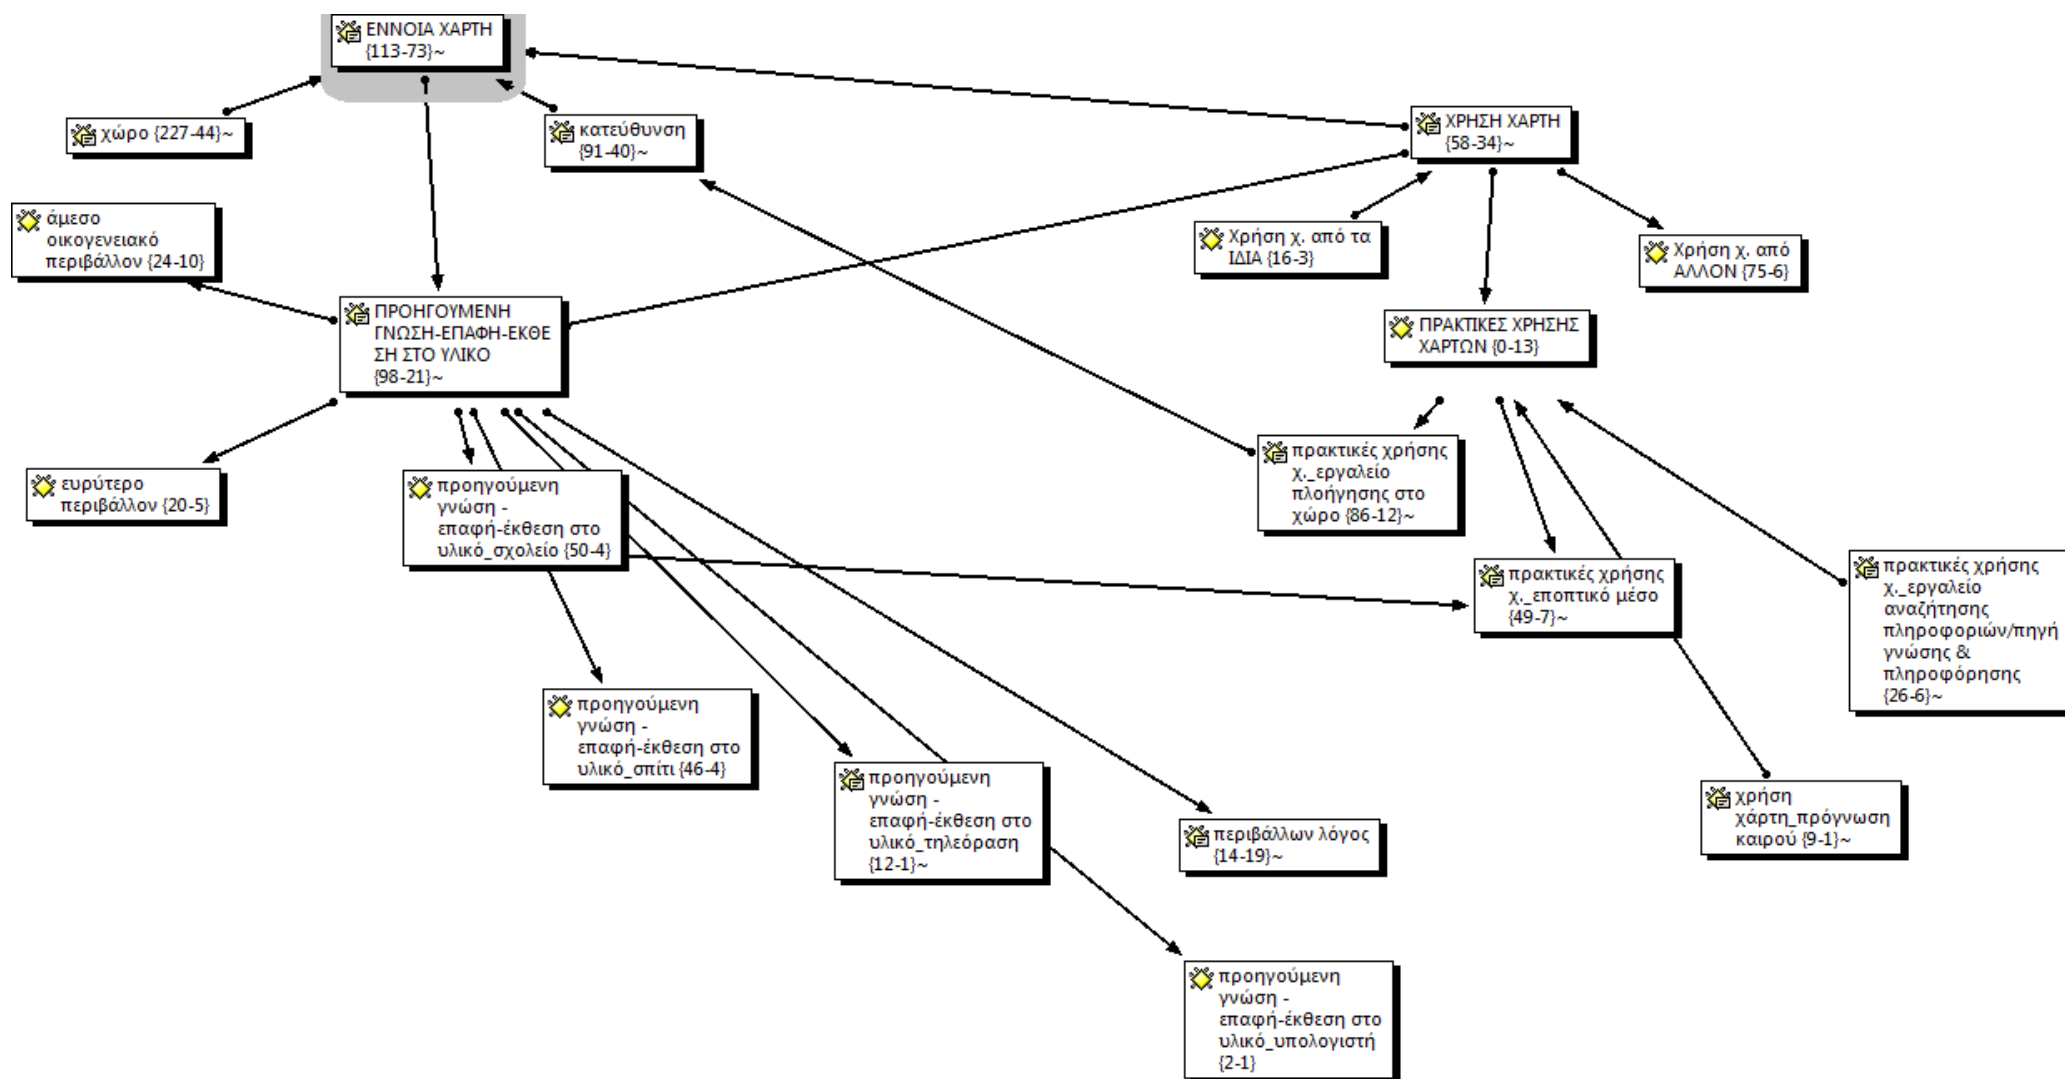 ΕΝΝΟΙΑ ΧΑΡΤΗ
{113-73}~
χώρο {227-44}~
κατεύθυνση
{91-40}~
ΧΡΗΣΗ ΧΑΡΤΗ
{58-34}~
άμεσο
οικογενειακό
περιβάλλον {24-10}
Χρήση χ. από τα
ΙΔΙΑ {16-3}
Χρήση χ. από
ΑΛΛΟΝ {75-6}
ΠΡΟΗΓΟΥΜΕΝΗ
ΓΝΩΣΗ-ΕΠΑΦΗ-ΕΚΘΕ
ΣΗ ΣΤΟ ΥΛΙΚΟ
{98-21}~
ΠΡΑΚΤΙΚΕΣ ΧΡΗΣΗΣ
ΧΑΡΤΩΝ {0-13}
ευρύτερο
περιβάλλον {20-5}
προηγούμενη
γνώση -
επαφή-έκθεση στο
υλικό_σχολείο {50-4}
πρακτικές χρήσης
χ._εργαλείο
πλοήγησης στο
χώρο {86-12}~
πρακτικές χρήσης
χ._εποπτικό μέσο
{49-7}~
πρακτικές χρήσης
χ._εργαλείο
αναζήτησης
πληροφοριών/πηγή
γνώσης &
πληροφόρησης
{26-6}~
προηγούμενη
γνώση -
επαφή-έκθεση στο
υλικό_σπίτι {46-4}
προηγούμενη
γνώση -
επαφή-έκθεση στο
υλικό_τηλεόραση
{12-1}~
περιβάλλων λόγος
{14-19}~
χρήση
χάρτη_πρόγνωση
καιρού {9-1}~
προηγούμενη
γνώση -
επαφή-έκθεση στο
υλικό_υπολογιστή
{2-1}